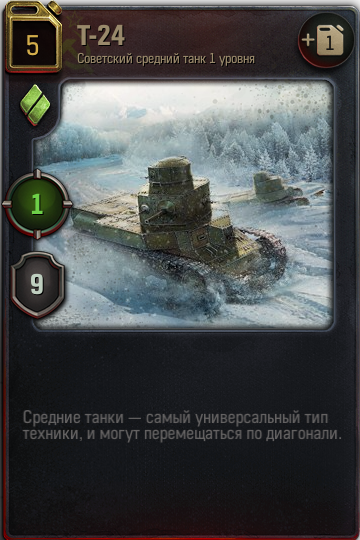 5
Т-24
Советский средний танк 1 уровня
+1
1
9
Средние танки — самый универсальный тип
техники, и могут перемещаться по диагонали.